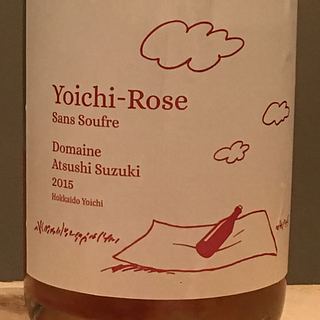 Yoichi-Rose
Sans Soufre
Domaine
Atsushi Suzuki
2015
Hokkaido Yoichi